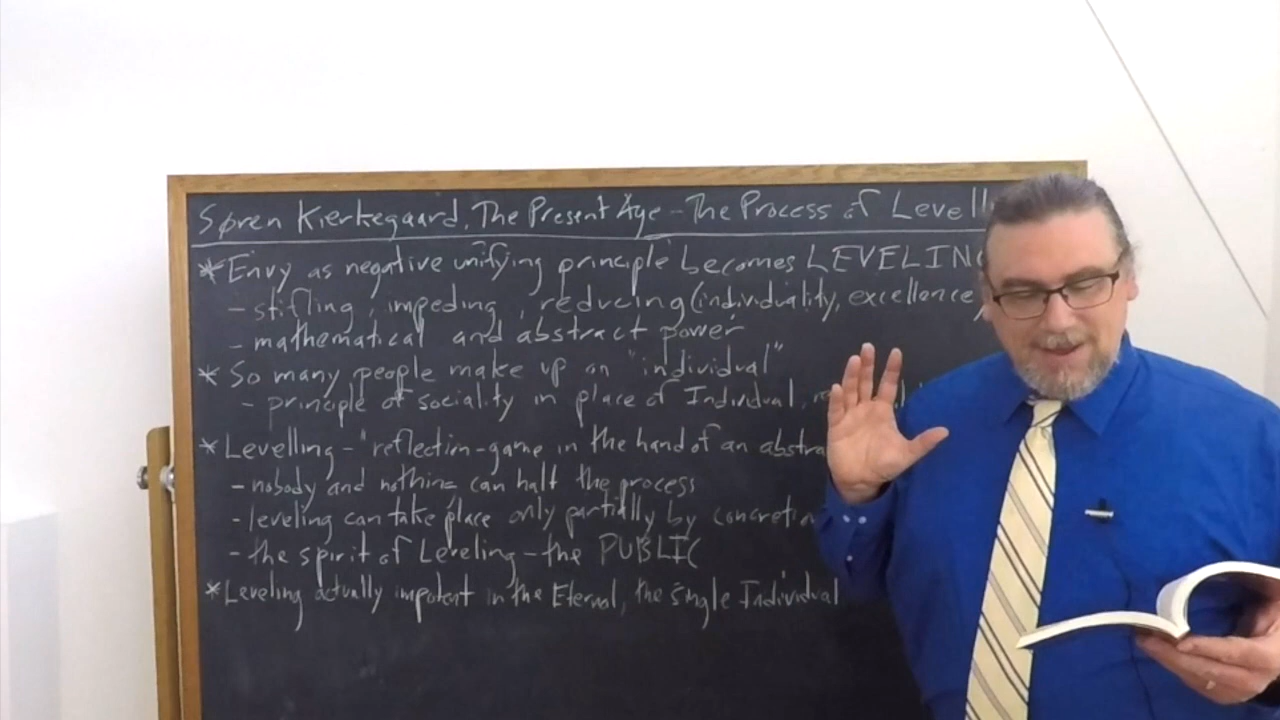 Søren Kierkegaard, The Present Age - The Process of Levell
* Envy as negative unifying principle becomes LEVELING
- stifling, impeding, reducing (individuality, excellence)
- mathematical and abstract power
* So many people make up an "individual"
- principle of sociality in place of Individual,
* Levelling - "reflection-game in the hand of an abstra
- nobody and nothing can halt the process
- leveling can take place only partially by concretion
- the spirit of Leveling - the PUBLIC
* Leveling actually impotent in the Eternal, the single Individual